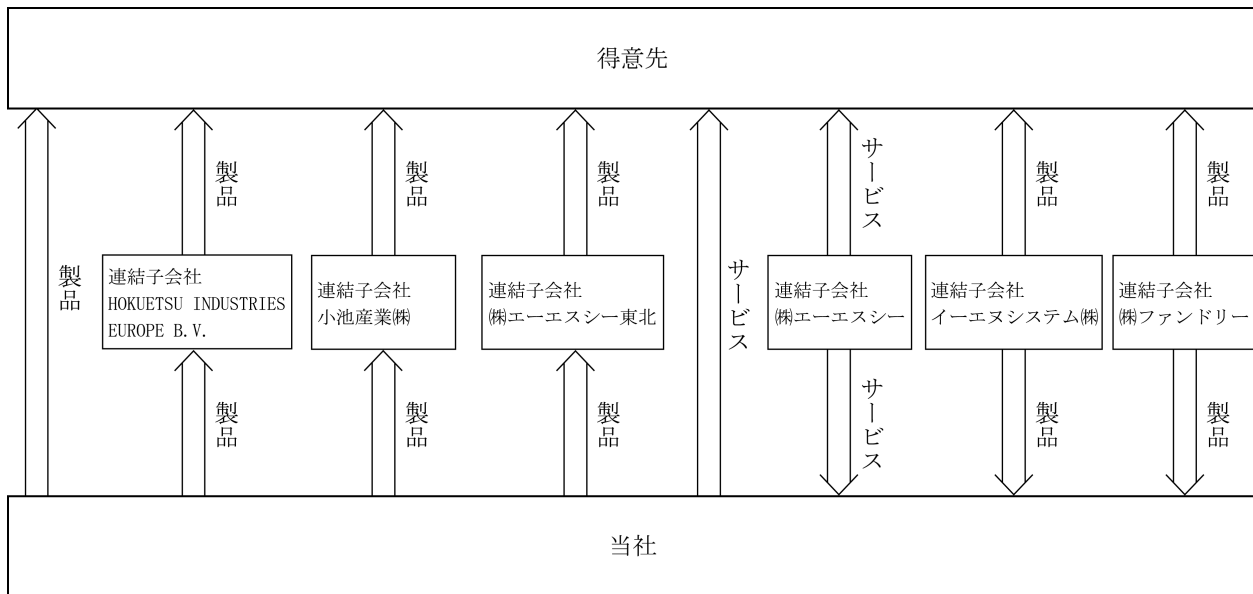 得意先
製品
製品
製品
サービス
製品
製品
製品
連結子会社
HOKUETSU INDUSTRIES
EUROPE B.V.
連結子会社
小池産業㈱
連結子会社
㈱エーエスシー東北
サービス
連結子会社
㈱エーエスシー
連結子会社
イーエヌシステム㈱
連結子会社
㈱ファンドリー
製品
製品
製品
サービス
製品
製品
当社